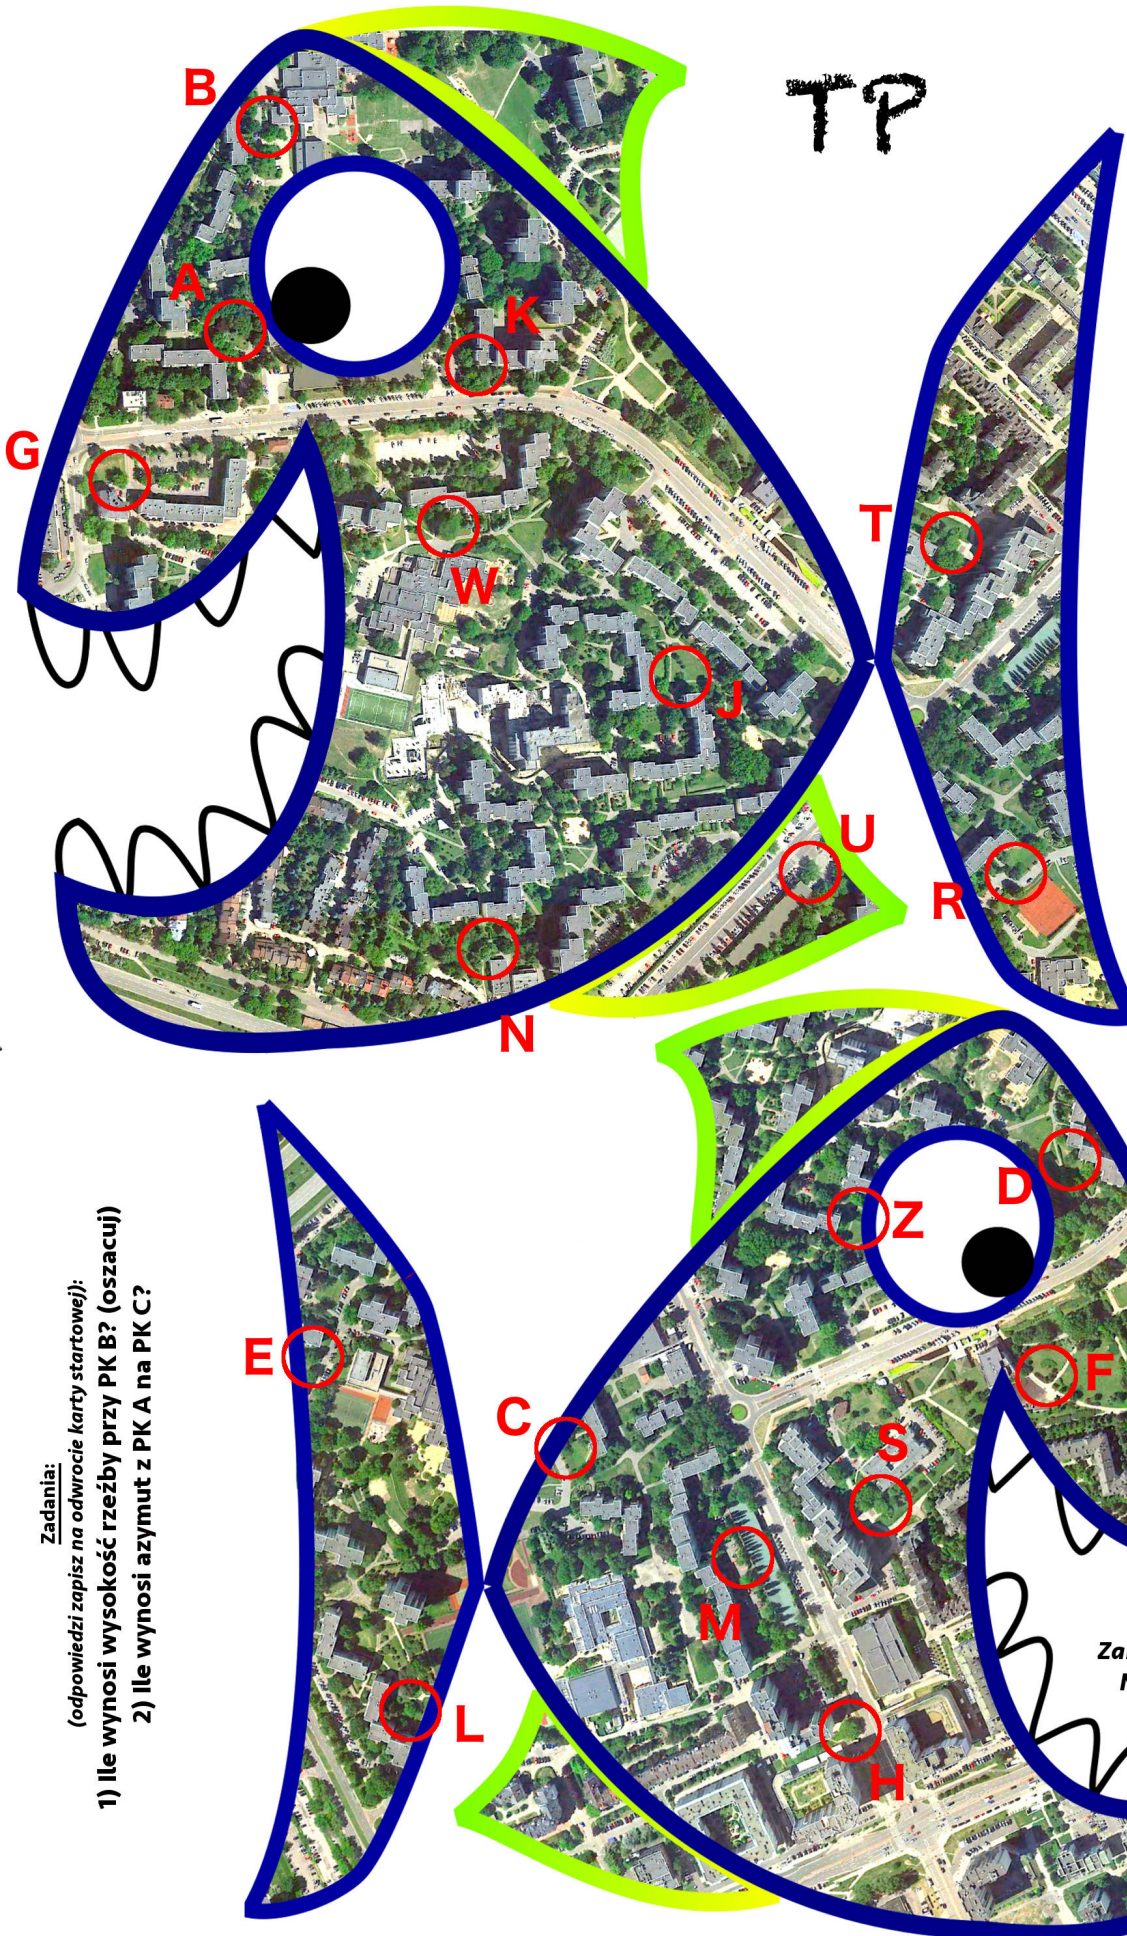 TP
B
A
K
G
T
W
J
U
R
N
D
Z
E
F
C
S
M
L
H
Zadania:
(odpowiedzi zapisz na odwrocie karty startowej):
1) Ile wynosi wysokość rzeźby przy PK B? (oszacuj)
2) Ile wynosi azymut z PK A na PK C?